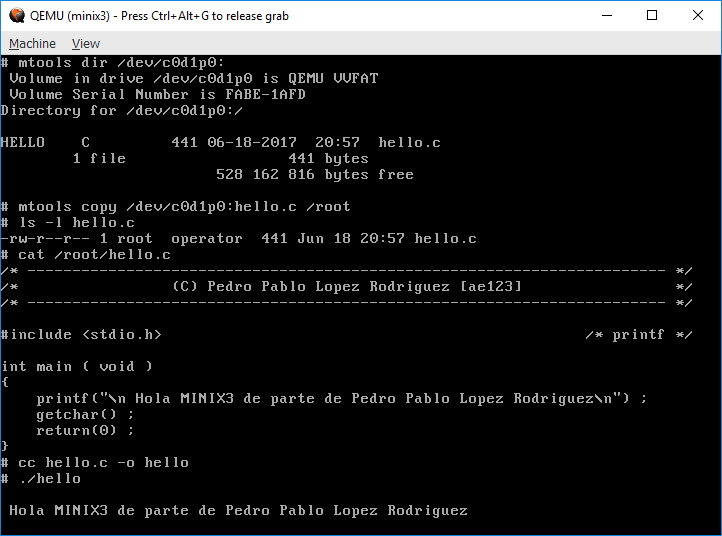 QEMU (minix3) - Press Ctrl+Alt+G to release grab
Machine View
# mtools dir /dev/c0d1p0:
Volume in drive /dev/c0d1p0 is QEMU VVFAT
Volume Serial Number is FABE-1AFD
Directory for /dev/c0d1p0:/
HELLO    C         441 06-18-2017  20:57  hello.c
1 file                  441 bytes
528 162 816 bytes free
# mtools copy /dev/c0d1p0:hello.c /root
# ls -l hello.c
-rw-r--r-- 1 root  operator  441 Jun 18 20:57 hello.c
# cat /root/hello.c
/* ----------------------------------------------------------------------- */
/*                 (C) Pedro Pablo Lopez Rodriguez [ae123]                 */
/* ----------------------------------------------------------------------- */
#include <stdio.h>                                               /* printf */
int main ( void )
{
    printf("\n Hola MINIX3 de parte de Pedro Pablo Lopez Rodriguez\n") ;
    getchar() ;
    return(0) ;
}
# cc hello.c -o hello
# ./hello
Hola MINIX3 de parte de Pedro Pablo Lopez Rodriguez